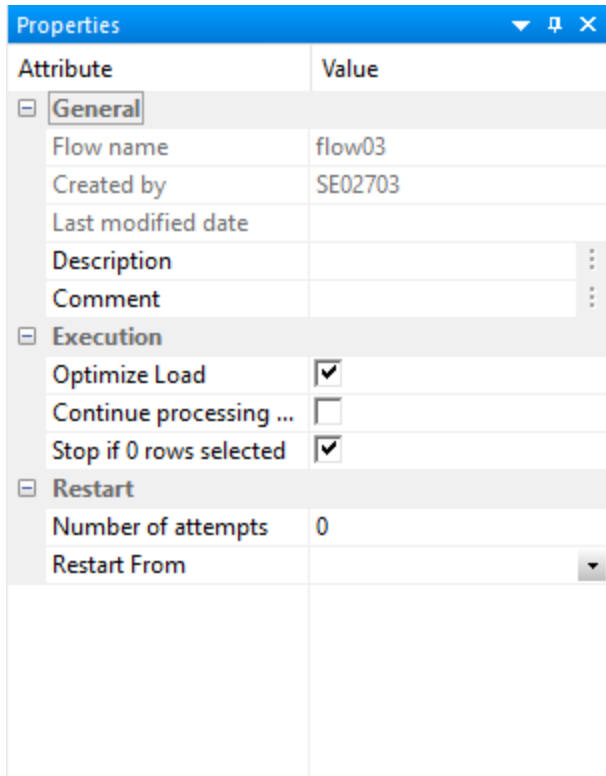 Properties
Attribute Value
General
Flow name flow03
Created by SE02703
Last modified date
Description
Comment
Execution
Optimize Load
Continue processing ...
Stop if 0 rows selected
Restart
Number of attempts 0
Restart From